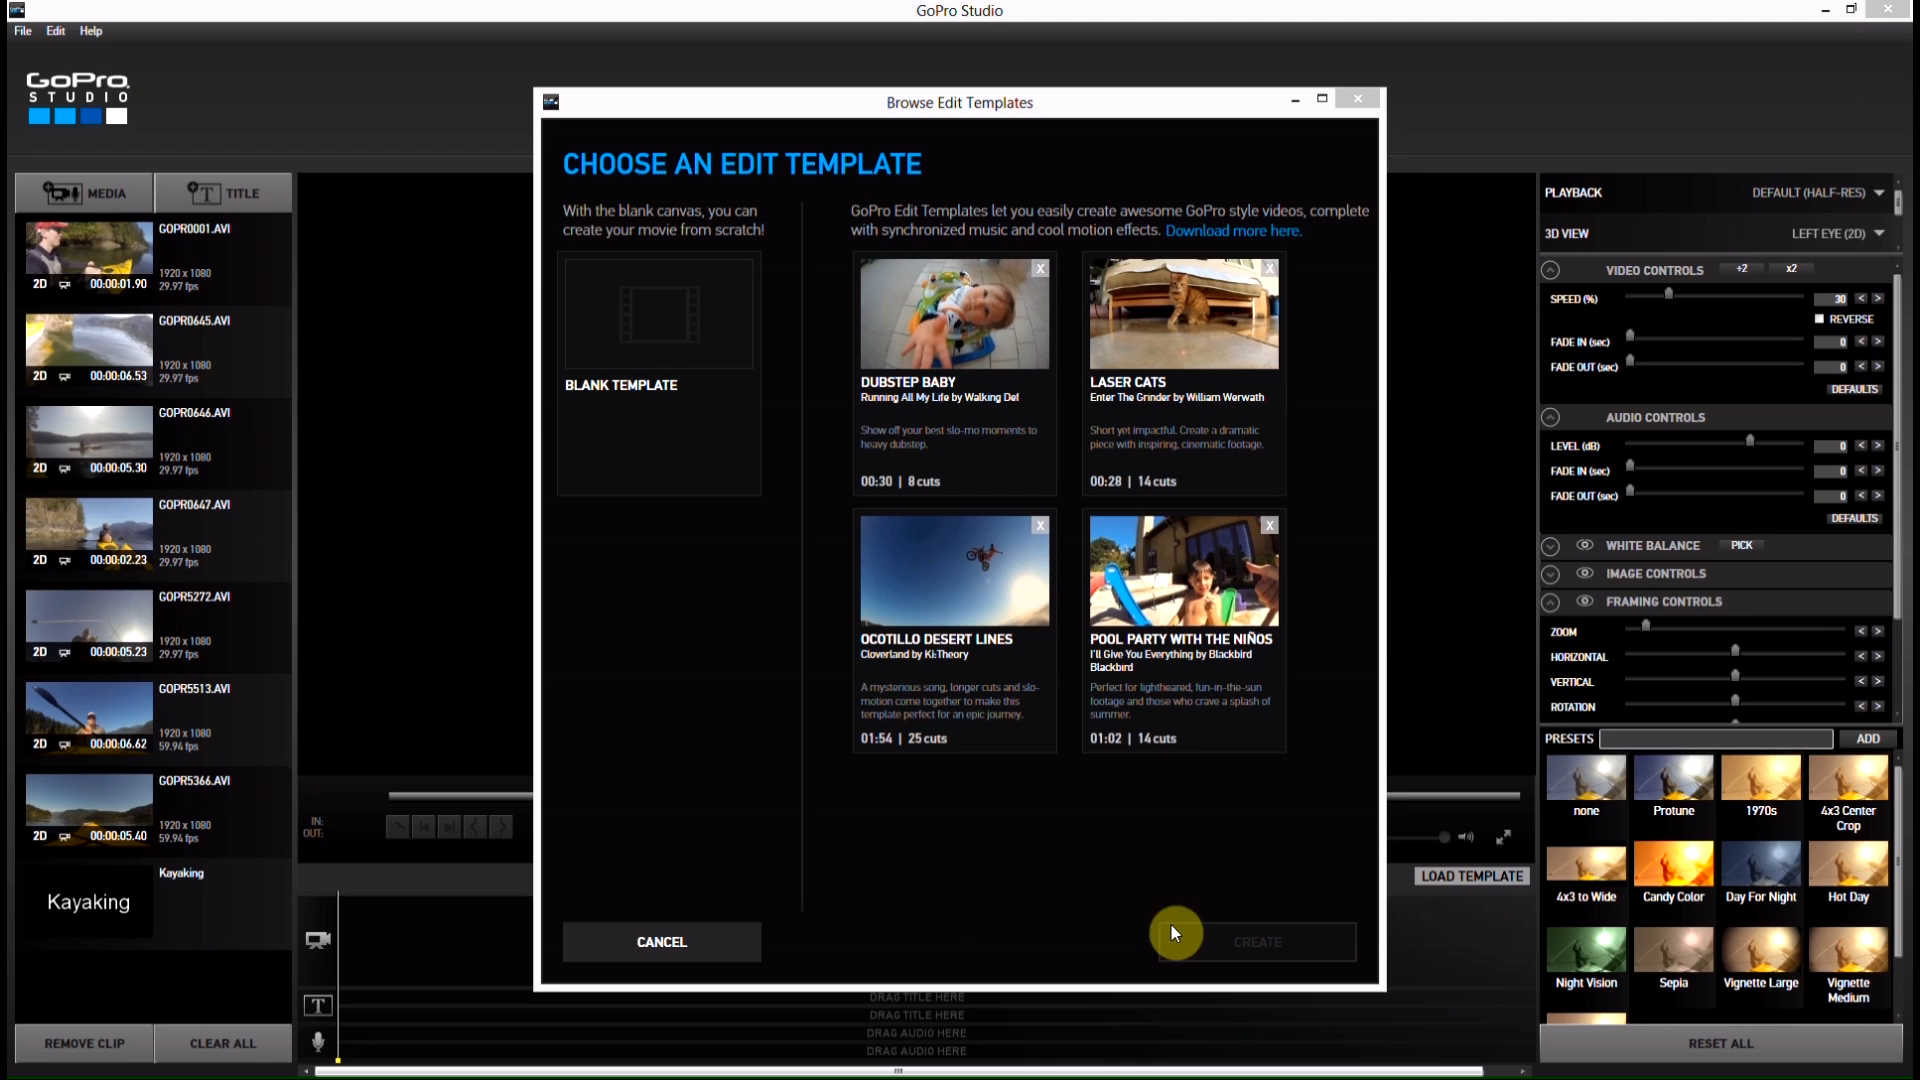 GoPro Studio
File Edit Help
GoPro
STUDIO
Browse Edit Templates
CHOOSE AN EDIT TEMPLATE
With the blank canvas, you can
create your movie from scratch!
GoPro Edit Templates let you easily create awesome GoPro style videos, complete
with synchronized music and cool motion effects. Download more here.
BLANK TEMPLATE
X
DUBSTEP BABY
Running All My Life by Walking Def
Show off your best slo-mo moments to
heavy dubstep.
00:30 | 8 cuts
X
LASER CATS
Enter The Grinder by William Werwath
Short yet impactful. Create a dramatic
piece with inspiring, cinematic footage.
00:28 | 14 cuts
X
OCOTILLO DESERT LINES
Cloverland by Ki:Theory
A mysterious song, longer cuts and slo-
motion come together to make this
template perfect for an epic journey.
01:54 | 25 cuts
X
POOL PARTY WITH THE NIÑOS
I'll Give You Everything by Blackbird
Blackbird
Perfect for lighthearted, fun-in-the-sun
footage and those who crave a splash of
summer.
01:02 | 14 cuts
CANCEL
CREATE
MEDIA
T TITLE
GOPR0001.AVI
1920 x 1080
2D 00:00:01.90 29.97 fps
GOPR0645.AVI
1920 x 1080
2D 00:00:06.53 29.97 fps
GOPR0646.AVI
1920 x 1080
2D 00:00:05.30 29.97 fps
GOPR0647.AVI
1920 x 1080
2D 00:00:02.23 29.97 fps
GOPR5272.AVI
1920 x 1080
2D 00:00:05.23 29.97 fps
GOPR5513.AVI
1920 x 1080
2D 00:00:06.62 59.94 fps
GOPR5366.AVI
1920 x 1080
2D 00:00:05.40 59.94 fps
Kayaking
Kayaking
REMOVE CLIP CLEAR ALL
IN:
OUT:
LOAD TEMPLATE
T
DRAG TITLE HERE
DRAG TITLE HERE
DRAG AUDIO HERE
DRAG AUDIO HERE
PLAYBACK DEFAULT (HALF-RES)
3D VIEW LEFT EYE (2D)
VIDEO CONTROLS ÷2 x2
SPEED (%) 30 < >
REVERSE
FADE IN (sec) 0 < >
FADE OUT (sec) 0 < >
DEFAULTS
AUDIO CONTROLS
LEVEL (dB) 0 < >
FADE IN (sec) 0 < >
FADE OUT (sec) 0 < >
DEFAULTS
WHITE BALANCE PICK
IMAGE CONTROLS
FRAMING CONTROLS
ZOOM < >
HORIZONTAL < >
VERTICAL < >
ROTATION < >
PRESETS ADD
none Protune 1970s 4x3 Center
Crop
4x3 to Wide Candy Color Day For Night Hot Day
Night Vision Sepia Vignette Large Vignette
Medium
RESET ALL